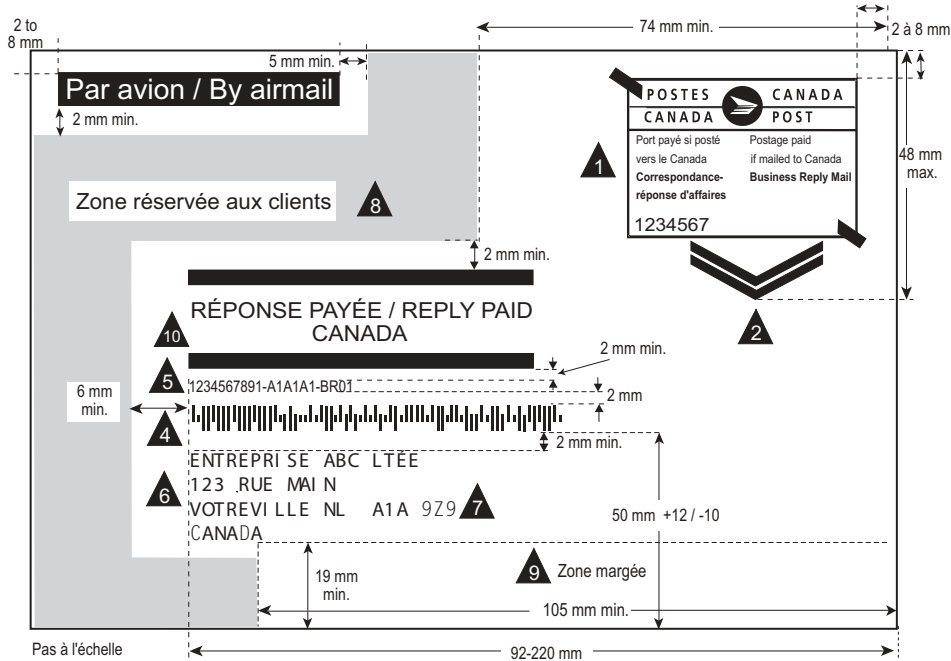 2 to
8 mm
74 mm min.
2 à 8 mm
5 mm min.
Par avion / By airmail
2 mm min.
POSTES CANADA
CANADA POST
Port payé si posté
vers le Canada
Correspondance-
réponse d'affaires
Postage paid
if mailed to Canada
Business Reply Mail
1234567
1
48 mm
max.
Zone réservée aux clients
8
2 mm min.
RÉPONSE PAYÉE / REPLY PAID
CANADA
10
2
2 mm min.
5
1234567891-A1A1A1-BR01
2 mm
6 mm
min.
4
2 mm min.
ENTREPRISE ABC LTÉE
123 RUE MAIN
VOTREVILLE NL A1A 9Z9
CANADA
6
7
50 mm +12 / -10
19 mm
min.
9
Zone margée
105 mm min.
Pas à l'échelle
92-220 mm